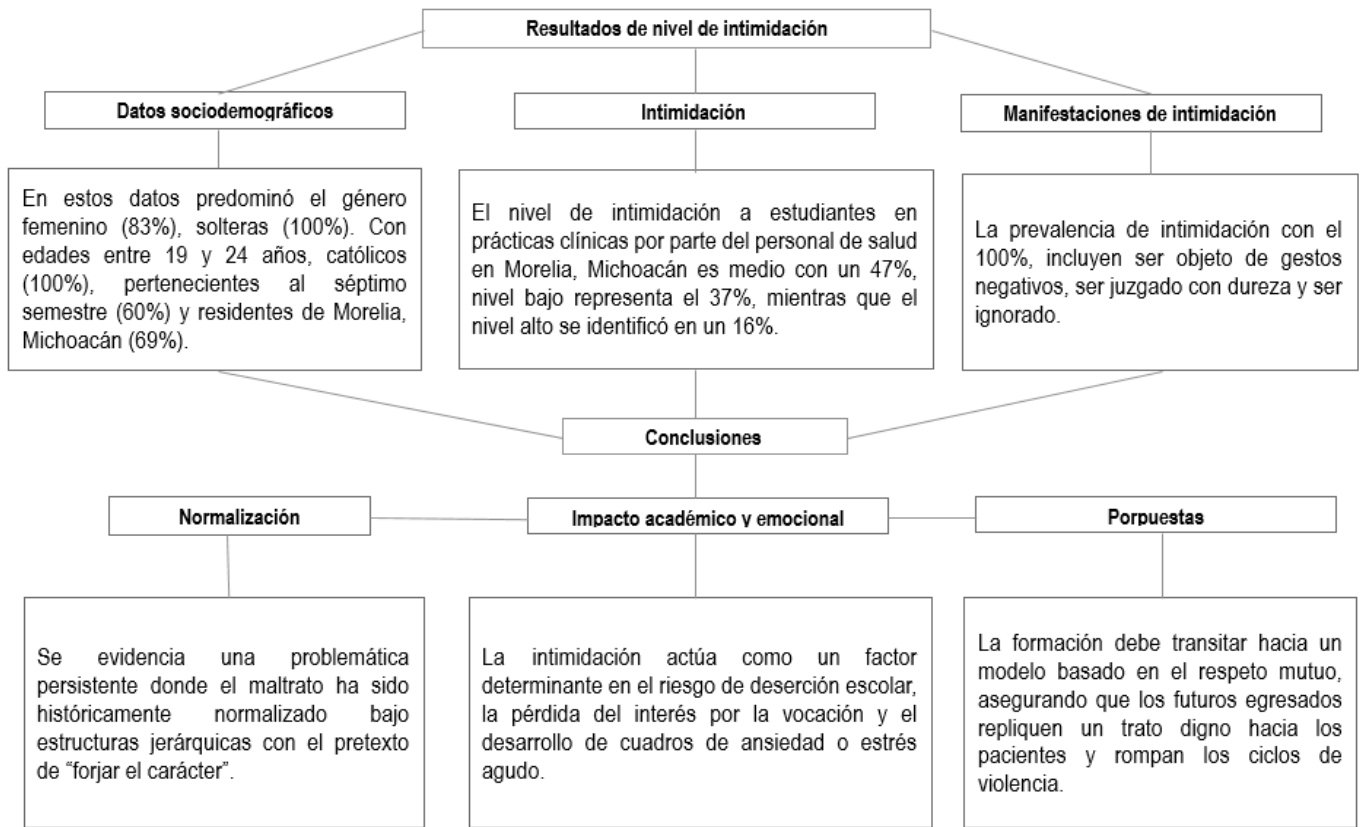 Resultados de nivel de intimidación
Datos sociodemográficos
Intimidación
Manifestaciones de intimidación
En estos datos predominó el género
femenino (83%), solteras (100%). Con
edades entre 19 y 24 años, católicos
(100%), pertenecientes al séptimo
semestre (60%) y residentes de Morelia,
Michoacán (69%).
El nivel de intimidación a estudiantes en
prácticas clínicas por parte del personal de salud
en Morelia, Michoacán es medio con un 47%,
nivel bajo representa el 37%, mientras que el
nivel alto se identificó en un 16%.
La prevalencia de intimidación con el
100%, incluyen ser objeto de gestos
negativos, ser juzgado con dureza y ser
ignorado.
Conclusiones
Normalización
Impacto académico y emocional
Porpuestas
Se evidencia una problemática
persistente donde el maltrato ha sido
históricamente normalizado bajo
estructuras jerárquicas con el pretexto
de “forjar el carácter”.
La intimidación actúa como un factor
determinante en el riesgo de deserción escolar,
la pérdida del interés por la vocación y el
desarrollo de cuadros de ansiedad o estrés
agudo.
La formación debe transitar hacia un
modelo basado en el respeto mutuo,
asegurando que los futuros egresados
repliquen un trato digno hacia los
pacientes y rompan los ciclos de
violencia.